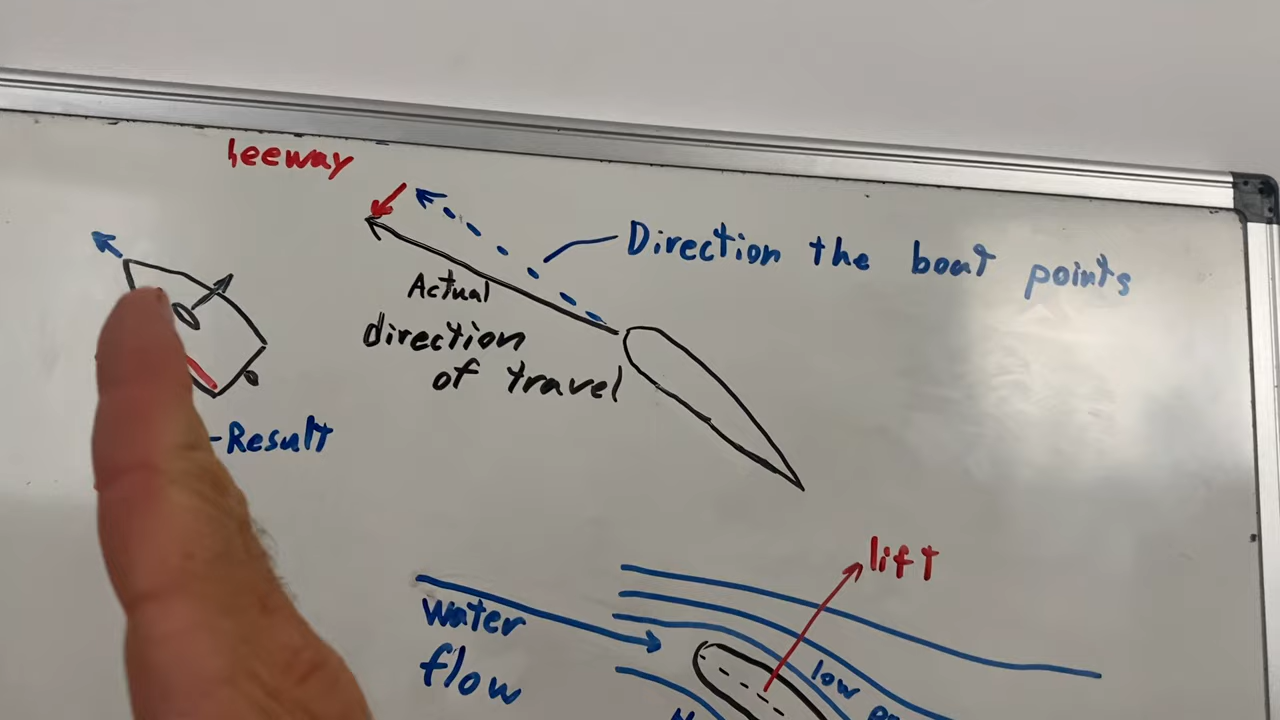 leeway
Direction the boat points
Actual
direction
of travel
-Result
lift
water
flow
low